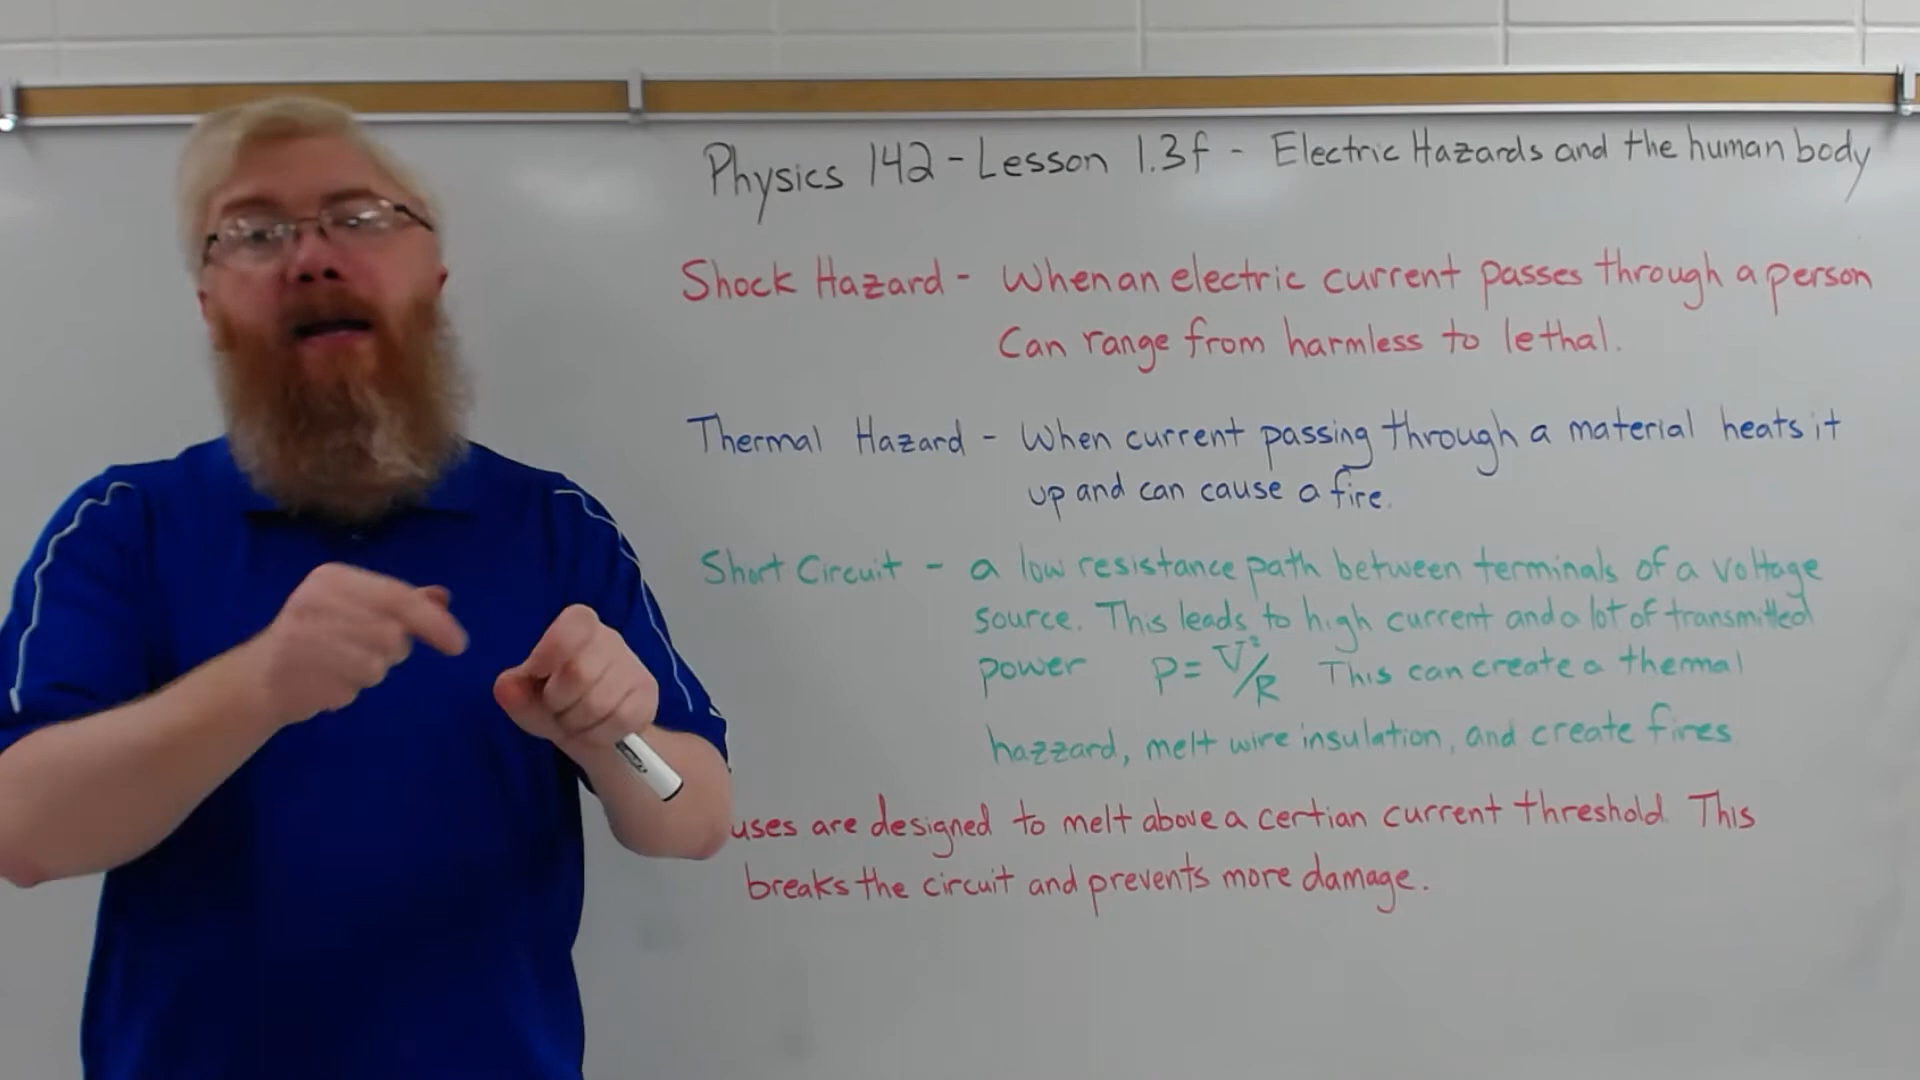 Physics 142 - Lesson 1.3f - Electric Hazards and the human body
Shock Hazard - When an electric current passes through a person
Can range from harmless to lethal.
Thermal Hazard - When current passing through a material heats it
up and can cause a fire.
Short Circuit - a low resistance path between terminals of a voltage
source. This leads to high current and a lot of transmitted
power P = V²/R This can create a thermal
hazzard, melt wire insulation, and create fires
uses are designed to melt above a certian current threshold. This
breaks the circuit and prevents more damage.